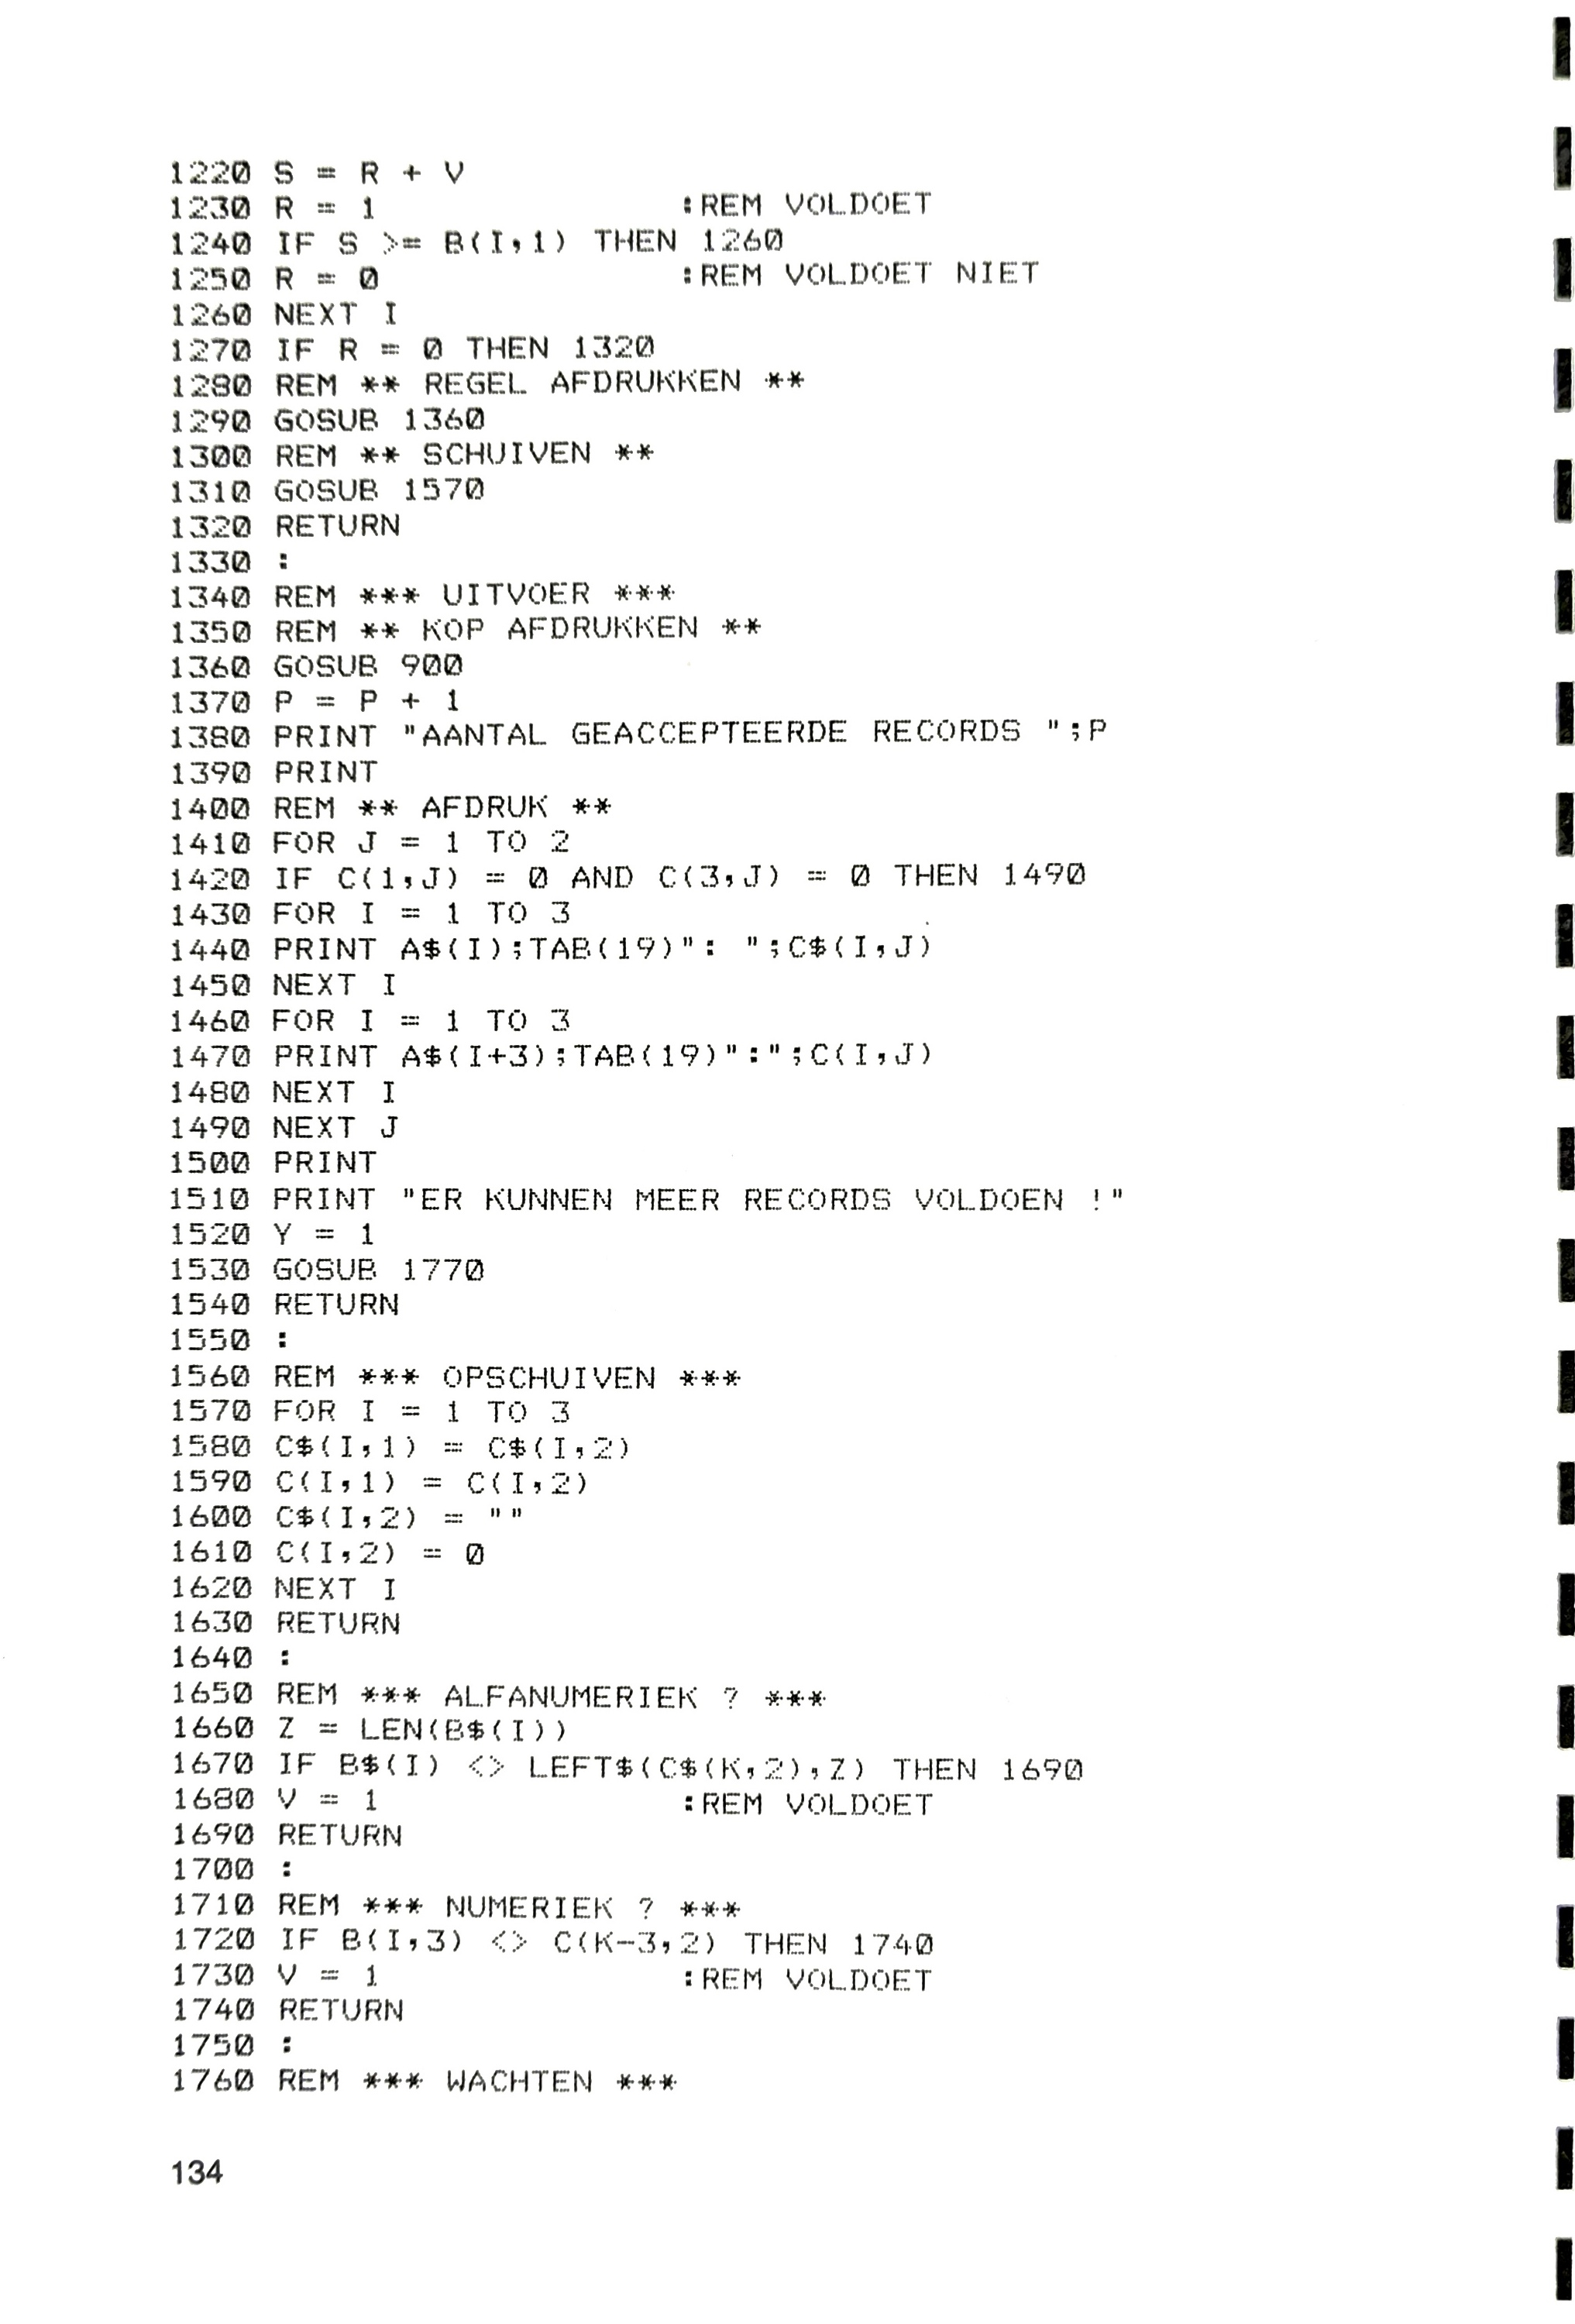 1220 S = R + V
1230 R = 1                   :REM VOLDOET
1240 IF S >= B(I,1) THEN 1260
1250 R = 0                   :REM VOLDOET NIET
1260 NEXT I
1270 IF R = 0 THEN 1320
1280 REM ** REGEL AFDRUKKEN **
1290 GOSUB 1360
1300 REM ** SCHUIVEN **
1310 GOSUB 1570
1320 RETURN
1330 :
1340 REM *** UITVOER ***
1350 REM ** KOP AFDRUKKEN **
1360 GOSUB 900
1370 P = P + 1
1380 PRINT "AANTAL GEACCEPTEERDE RECORDS ";P
1390 PRINT
1400 REM ** AFDRUK **
1410 FOR J = 1 TO 2
1420 IF C(1,J) = 0 AND C(3,J) = 0 THEN 1490
1430 FOR I = 1 TO 3
1440 PRINT A$(I);TAB(19)": ";C$(I,J)
1450 NEXT I
1460 FOR I = 1 TO 3
1470 PRINT A$(I+3);TAB(19)":";C(I,J)
1480 NEXT I
1490 NEXT J
1500 PRINT
1510 PRINT "ER KUNNEN MEER RECORDS VOLDOEN !"
1520 Y = 1
1530 GOSUB 1770
1540 RETURN
1550 :
1560 REM *** OPSCHUIVEN ***
1570 FOR I = 1 TO 3
1580 C$(I,1) = C$(I,2)
1590 C(I,1) = C(I,2)
1600 C$(I,2) = ""
1610 C(I,2) = 0
1620 NEXT I
1630 RETURN
1640 :
1650 REM *** ALFANUMERIEK ? ***
1660 Z = LEN(B$(I))
1670 IF B$(I) <> LEFT$(C$(K,2),Z) THEN 1690
1680 V = 1                   :REM VOLDOET
1690 RETURN
1700 :
1710 REM *** NUMERIEK ? ***
1720 IF B(I,3) <> C(K-3,2) THEN 1740
1730 V = 1                   :REM VOLDOET
1740 RETURN
1750 :
1760 REM *** WACHTEN ***
134